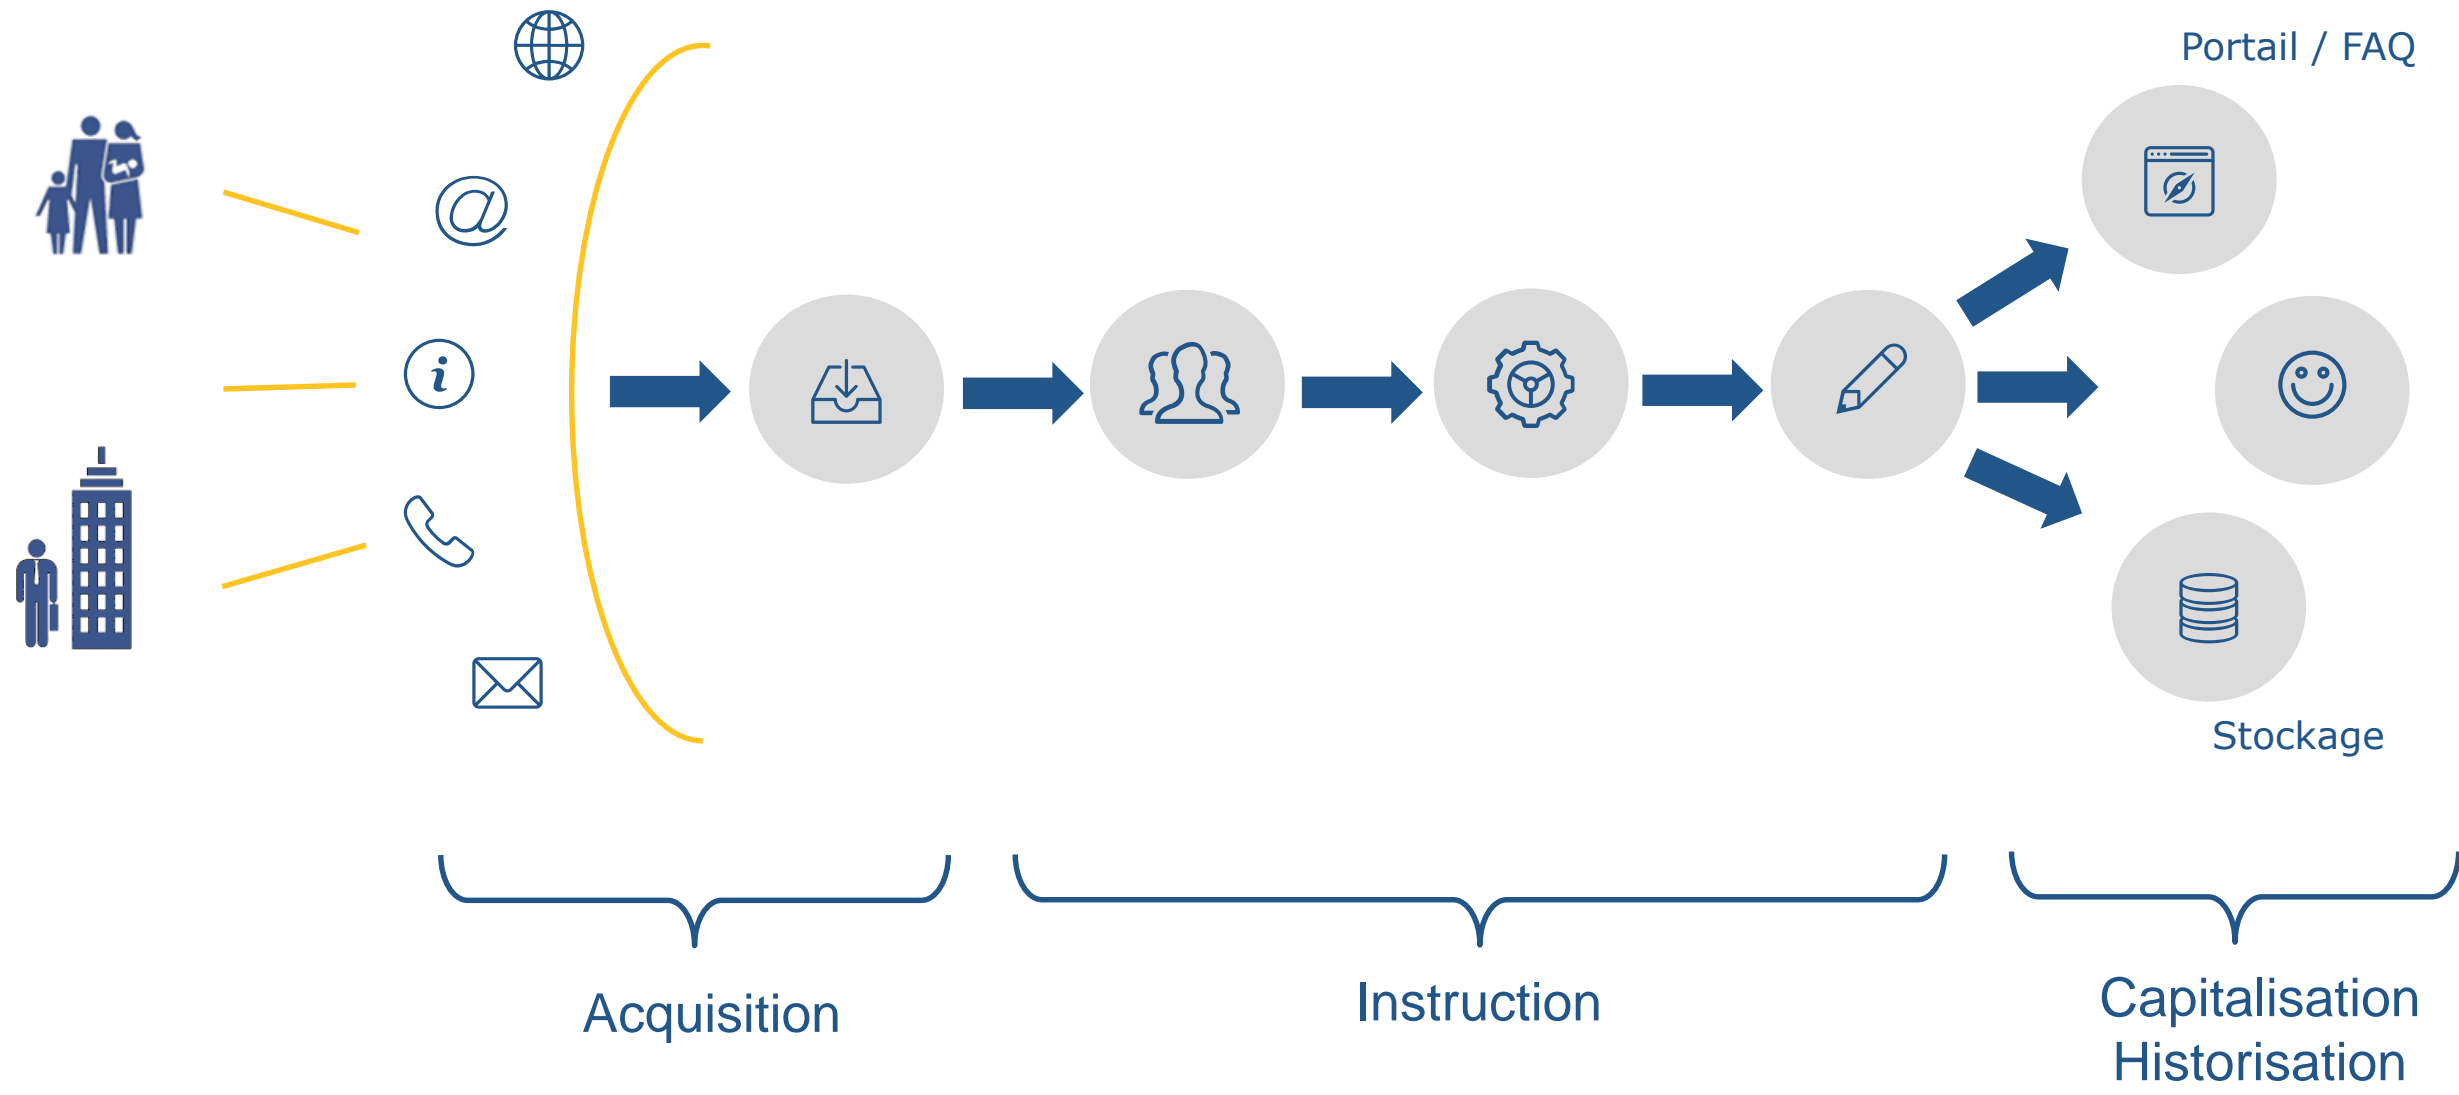 Portail / FAQ
Stockage
Acquisition
Instruction
Capitalisation
Historisation